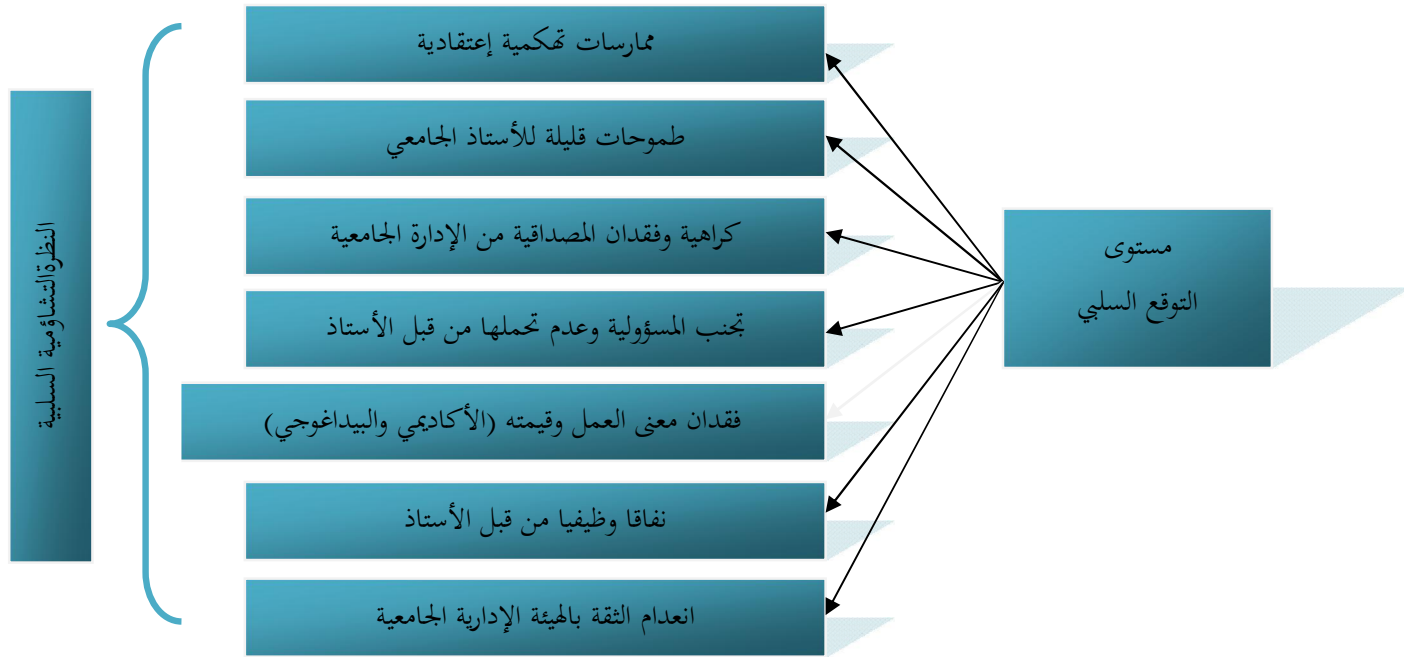 مستوى
التوقع السلبي
ممارسات تهكمية إعتقادية
طموحات قليلة للأستاذ الجامعي
كراهية وفقدان المصداقية من الإدارة الجامعية
تجنب المسؤولية وعدم تحملها من قبل الأستاذ
فقدان معنى العمل وقيمته (الأكاديمي والبيداغوجي)
نفاقا وظيفيا من قبل الأستاذ
انعدام الثقة بالهيئة الإدارية الجامعية
النظرة التشاؤمية السلبية